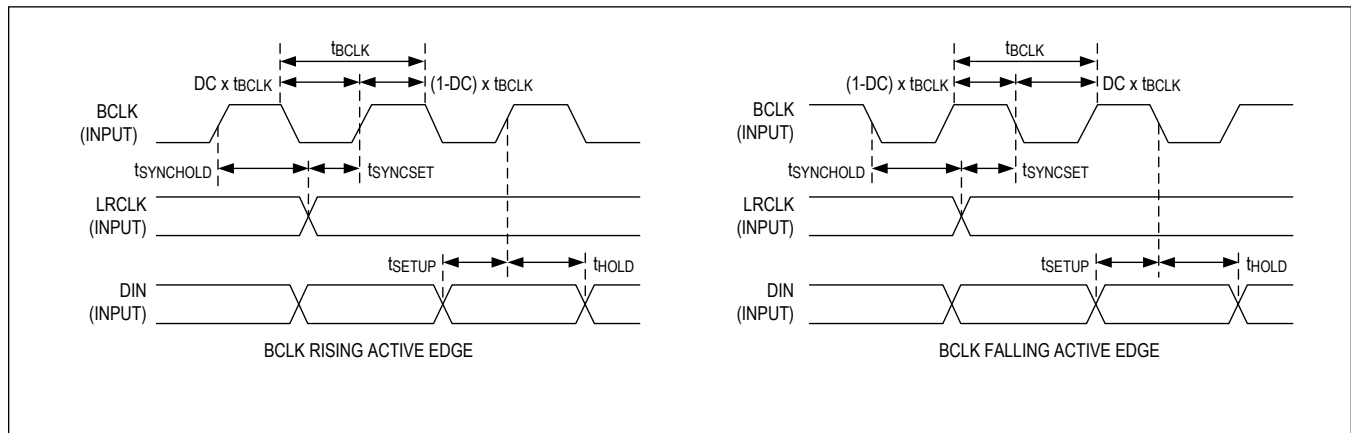 tBCLK
DC x tBCLK
(1-DC) x tBCLK
BCLK
(INPUT)
tSYNCHOLD
tSYNCSET
LRCLK
(INPUT)
tSETUP
tHOLD
DIN
(INPUT)
BCLK RISING ACTIVE EDGE
tBCLK
(1-DC) x tBCLK
DC x tBCLK
BCLK
(INPUT)
tSYNCHOLD
tSYNCSET
LRCLK
(INPUT)
tSETUP
tHOLD
DIN
(INPUT)
BCLK FALLING ACTIVE EDGE